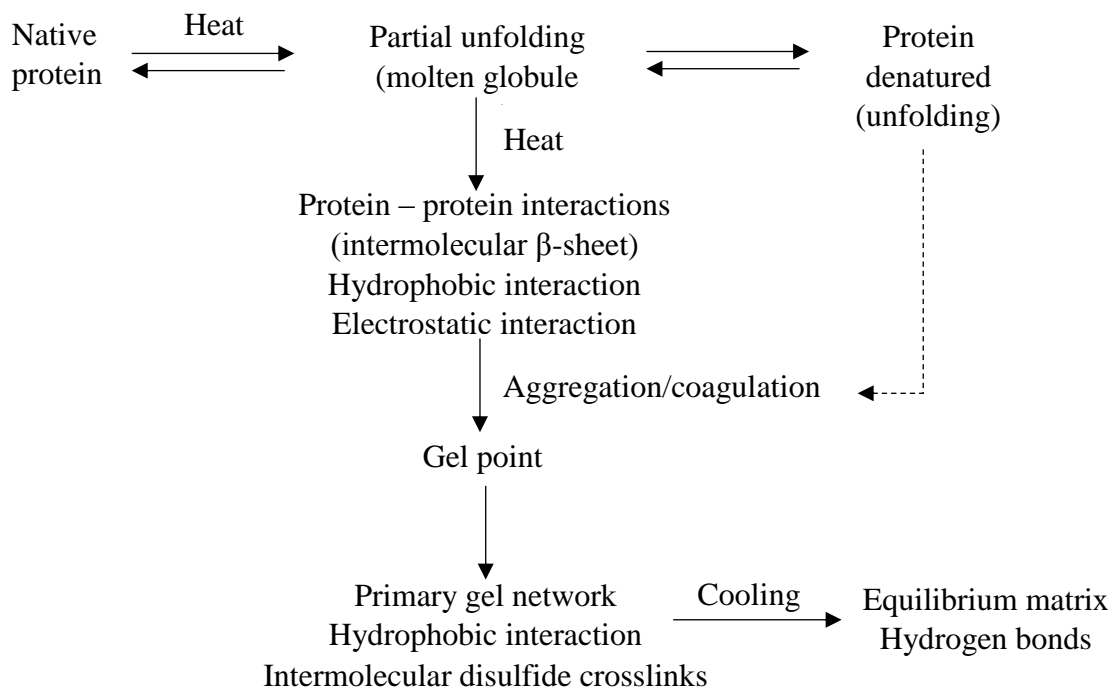 Native
protein
Heat
Partial unfolding
(molten globule
Protein
denatured
(unfolding)
Heat
Protein – protein interactions
(intermolecular β-sheet)
Hydrophobic interaction
Electrostatic interaction
Aggregation/coagulation
Gel point
Primary gel network
Hydrophobic interaction
Intermolecular disulfide crosslinks
Cooling
Equilibrium matrix
Hydrogen bonds